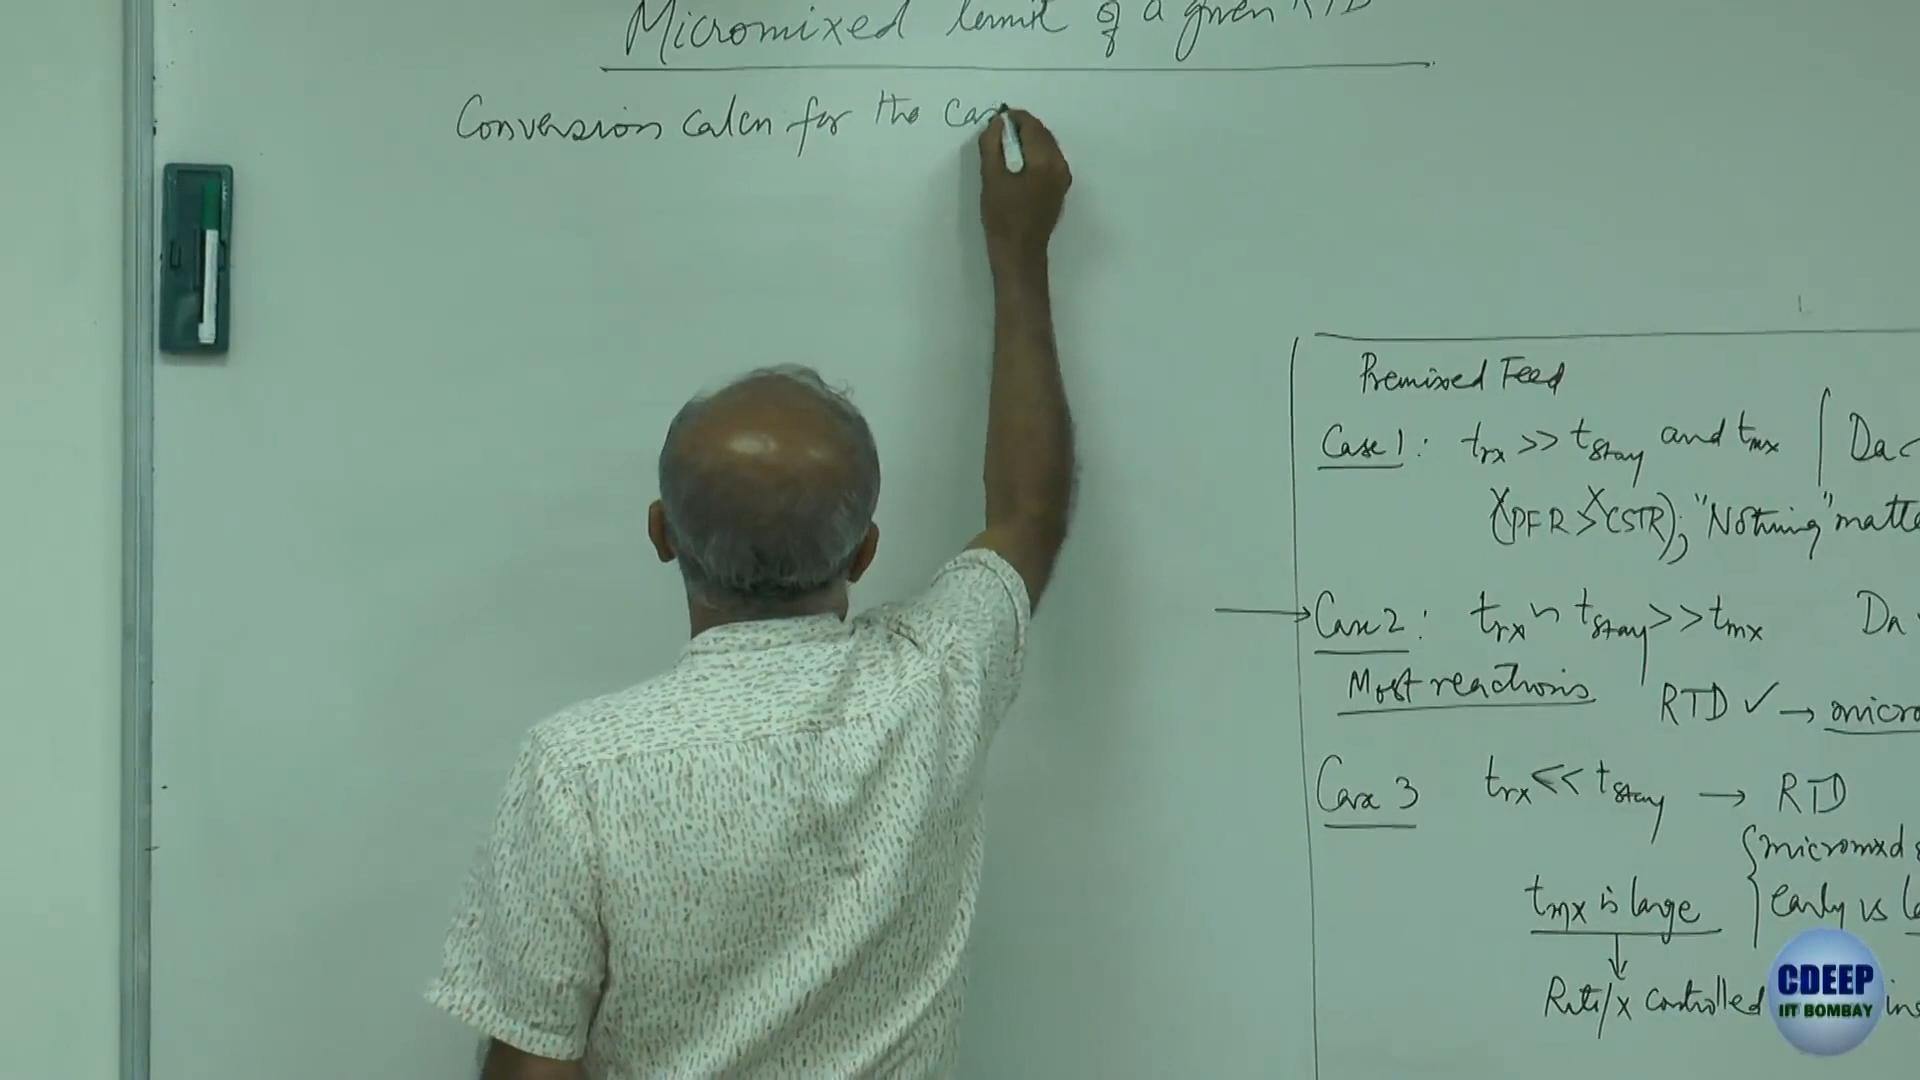 Micromixed limit of a given RTD
Conversion calcn for the cas
Premixed Feed
Case 1: trx >> tstay and tmx Da <
(XPFR > XCSTR); "Nothing" matte
Case 2: trx ~ tstay >> tmx Da
Most reactions RTD ✓ → micro
Case 3 trx << tstay → RTD
micromxd
tmx is large early vs
Rate/x controlled
CDEEP
IIT BOMBAY